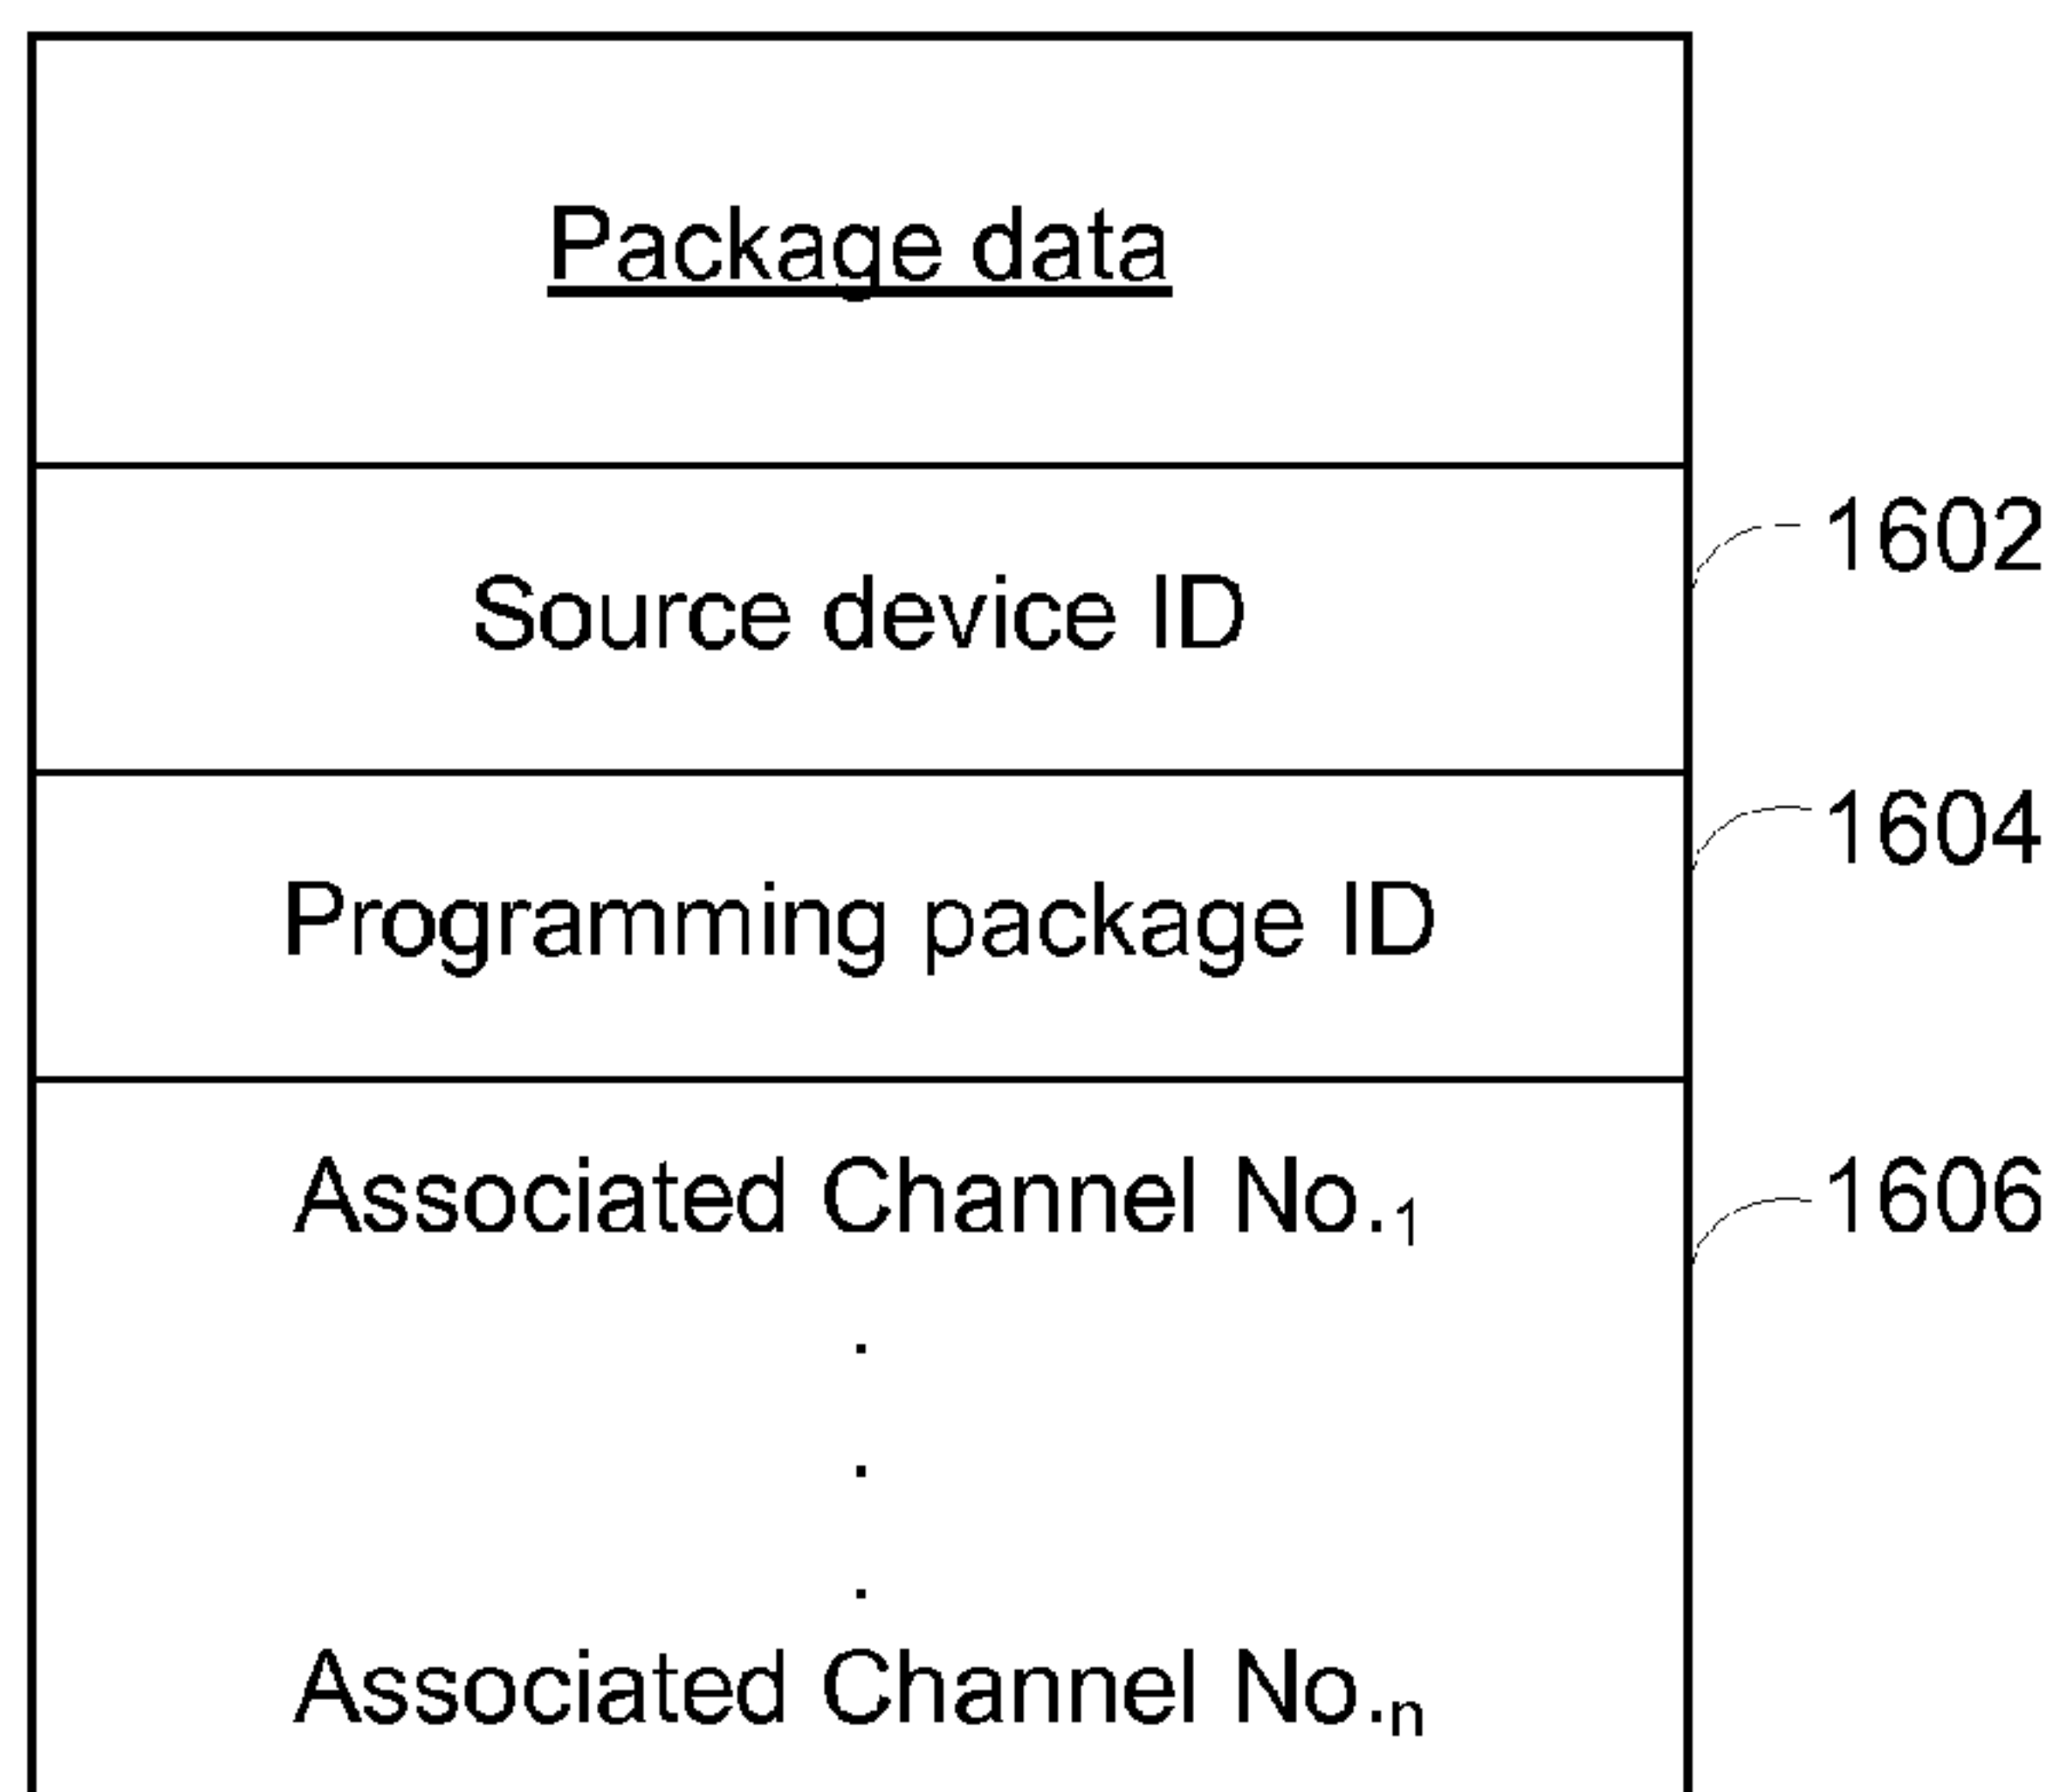 Package data
Source device ID
1602
Programming package ID
1604
Associated Channel No.1
1606
.
.
.
Associated Channel No.n